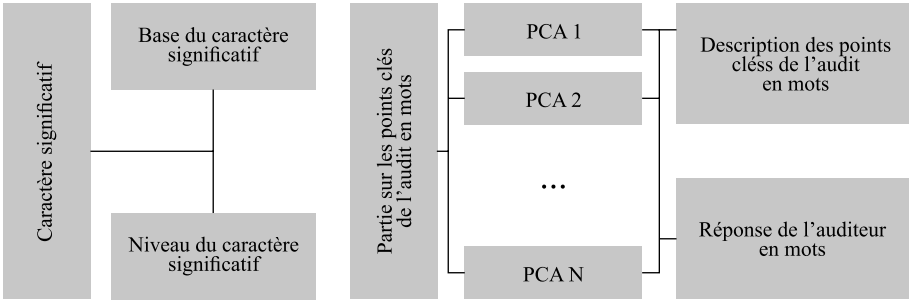 Caractère significatif
Base du caractère
significatif
Niveau du caractère
significatif
Partie sur les points clés
de l’audit en mots
PCA 1
PCA 2
...
PCA N
Description des points
cléss de l’audit
en mots
Réponse de l’auditeur
en mots